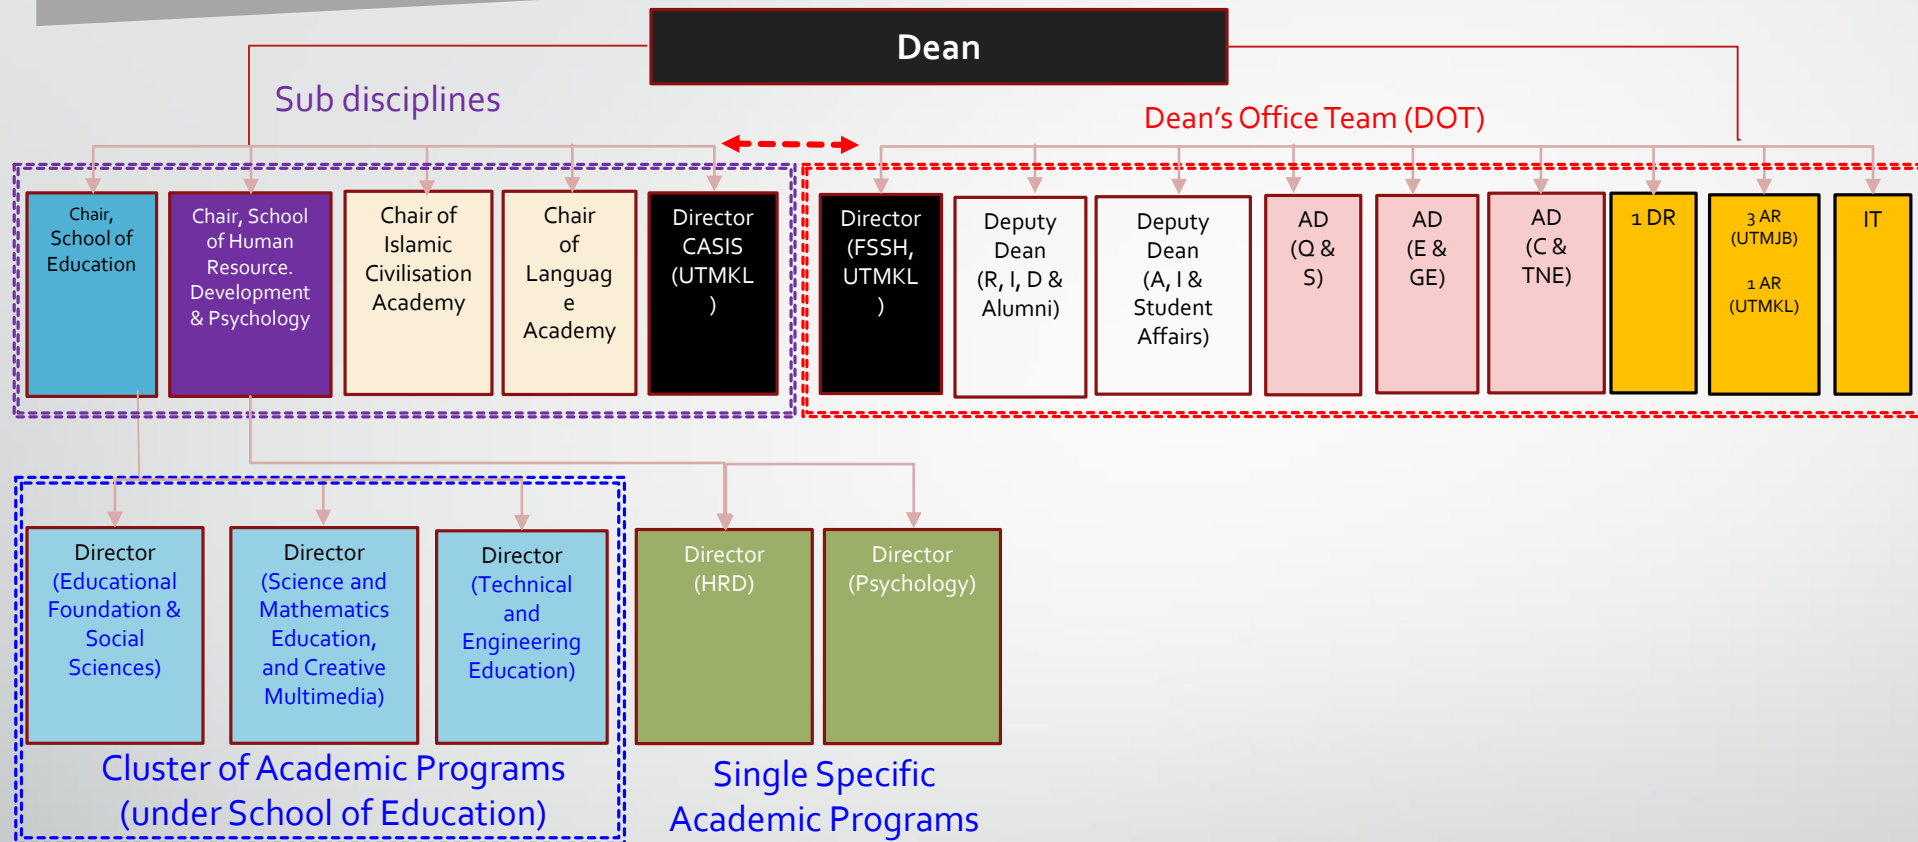 Dean
Sub disciplines
Dean's Office Team (DOT)
Chair,
School of
Education
Chair, School
of Human
Resource.
Development
& Psychology
Chair of
Islamic
Civilisation
Academy
Chair
of
Languag
e
Academy
Director
CASIS
(UTMKL
)
Director
(FSSH,
UTMKL
)
Deputy
Dean
(R, I, D &
Alumni)
Deputy
Dean
(A, I &
Student
Affairs)
AD
(Q &
S)
AD
(E &
GE)
AD
(C &
TNE)
1 DR
3 AR
(UTMJB)
1 AR
(UTMKL)
IT
Director
(Educational
Foundation &
Social
Sciences)
Director
(Science and
Mathematics
Education,
and Creative
Multimedia)
Director
(Technical
and
Engineering
Education)
Director
(HRD)
Director
(Psychology)
Cluster of Academic Programs
(under School of Education)
Single Specific
Academic Programs